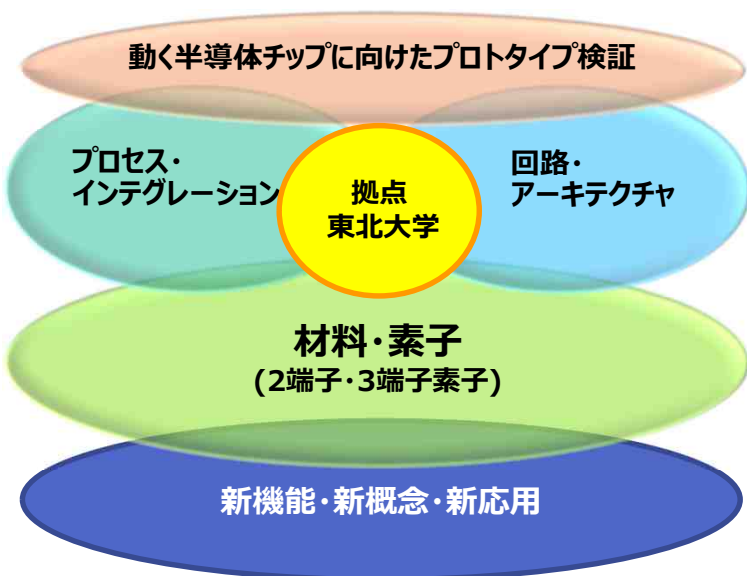 動く半導体チップに向けたプロトタイプ検証
プロセス・
インテグレーション
拠点
東北大学
回路・
アーキテクチャ
材料・素子
(2端子・3端子素子)
新機能・新概念・新応用